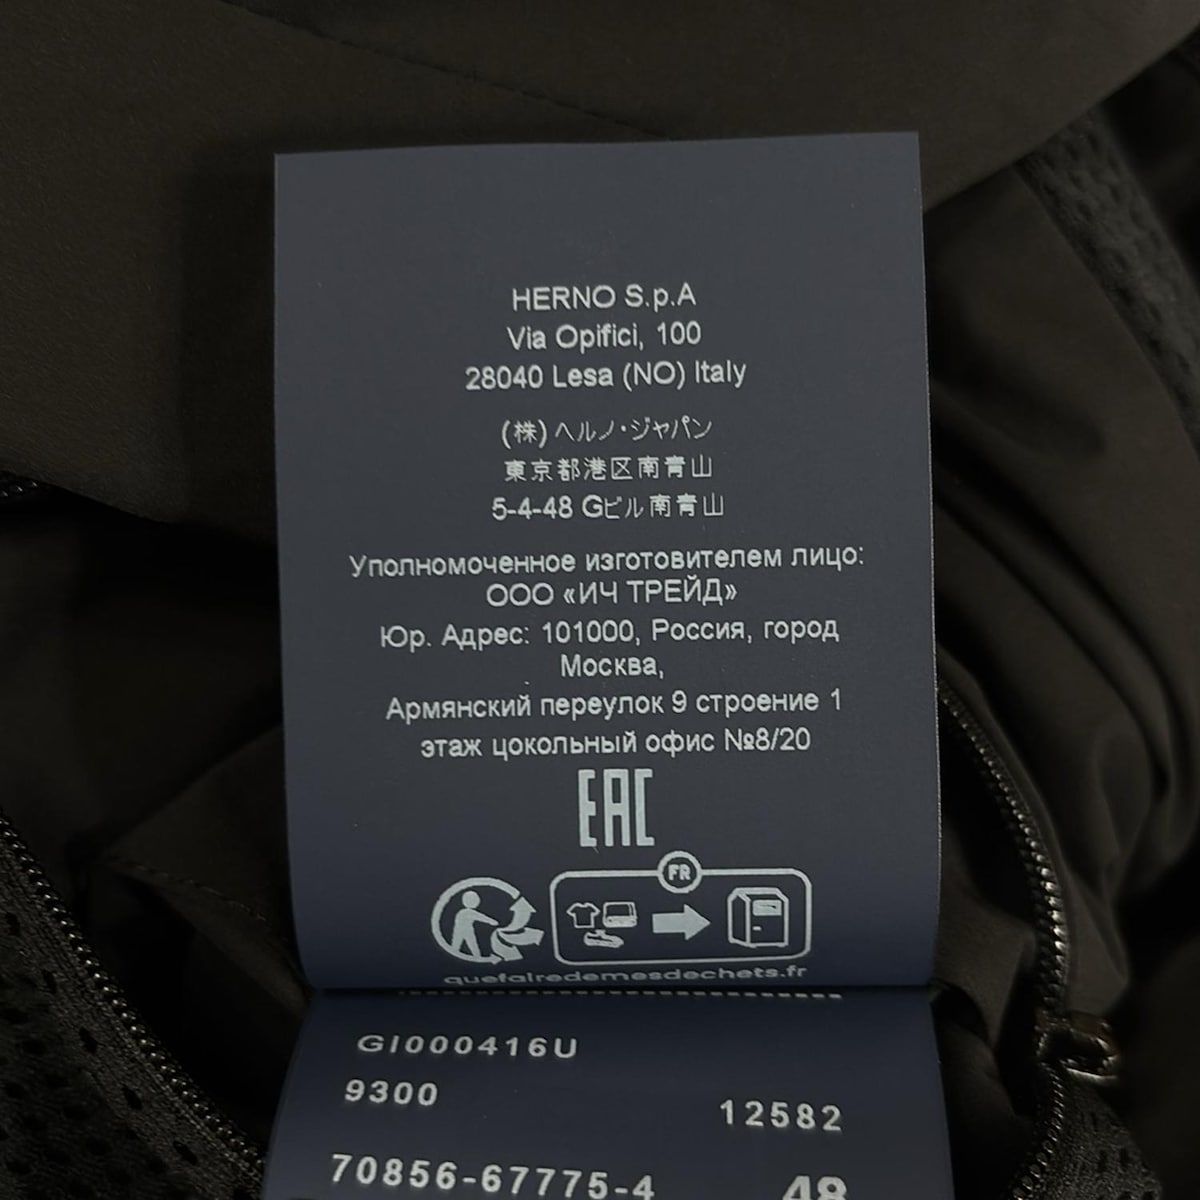 HERNO S.p.A
Via Opifici, 100
28040 Lesa (NO) Italy
(株)ヘルノ・ジャパン
東京都港区南青山
5-4-48 Gビル南青山
Уполномоченное изготовителем лицо:
ООО «ИЧ ТРЕЙД»
Юр. Адрес: 101000, Россия, город
Москва,
Армянский переулок 9 строение 1
этаж цокольный офис №8/20
EAC
FR
quefairedemesdechets.fr
GI000416U
9300
12582
70856-67775-4
48